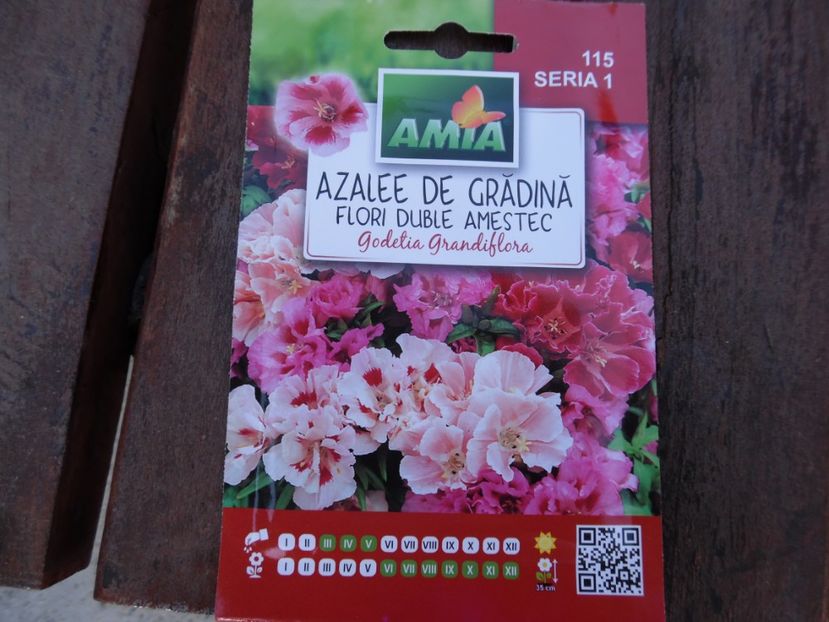 115
SERIA 1
AMIA
AZALEE DE GRĂDINĂ
FLORI DUBLE AMESTEC
Godetia Grandiflora
I II III IV V VI VII VIII IX X XI XII
I II III IV V VI VII VIII IX X XI XII
35 cm